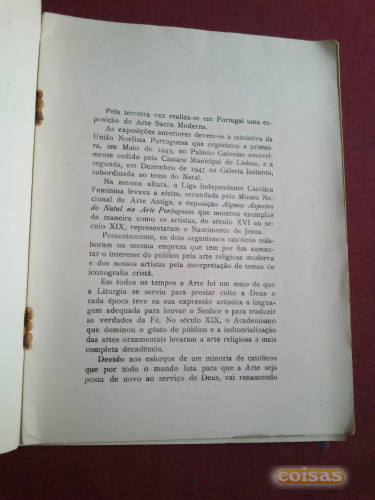 Pela terceira vez realiza-se em Portugal uma ex-
posição de Arte Sacra Moderna.
As exposições anteriores devem-se à iniciativa da
União Noelista Portuguesa que organizou a primei-
ra, em Maio de 1945, no Palácio Galveias amàvel-
mente cedido pela Câmara Municipal de Lisboa, e a
segunda, em Dezembro de 1947 na Galeria Instanta,
subordinada ao tema do Natal.
Na mesma altura, a Liga Independente Católica
Feminina levava a efeito, secundada pelo Museu Na-
cional de Arte Antiga, a exposição Alguns Aspectos
do Natal na Arte Portuguesa que mostrou exemplos
da maneira como os artistas, do século XVI ao sé-
culo XIX, representaram o Nascimento de Jesus.
Presentemente, os dois organismos católicos cola-
boram na mesma empresa que tem por fim aumen-
tar o interesse do público pela arte religiosa moderna
e dos nossos artistas pela interpretação de temas de
iconografia cristã.
Em todos os tempos a Arte foi um meio de que
a Liturgia se serviu para prestar culto a Deus e
cada época teve na sua expressão artística a lingua-
gem adequada para louvar o Senhor e para traduzir
as verdades da Fé. No século XIX, o Academismo
que dominou o gôsto do público e a industrialização
das artes ornamentais levaram a arte religiosa à mais
completa decadência.
Devido aos esforços de um minoria de católicos
que por todo o mundo luta para que a Arte seja
posta de novo ao serviço de Deus, vai renascendo
coisas